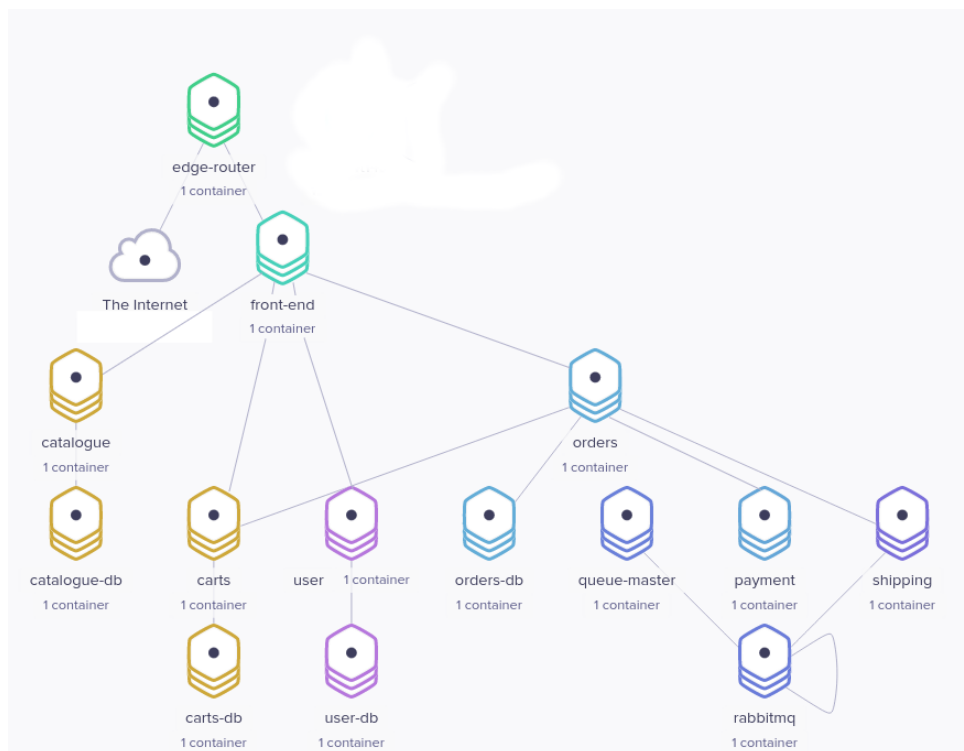 edge-router
1 container
The Internet
front-end
1 container
catalogue
1 container
orders
1 container
catalogue-db
1 container
carts
1 container
user 1 container
orders-db
1 container
queue-master
1 container
payment
1 container
shipping
1 container
carts-db
1 container
user-db
1 container
rabbitmq
1 container